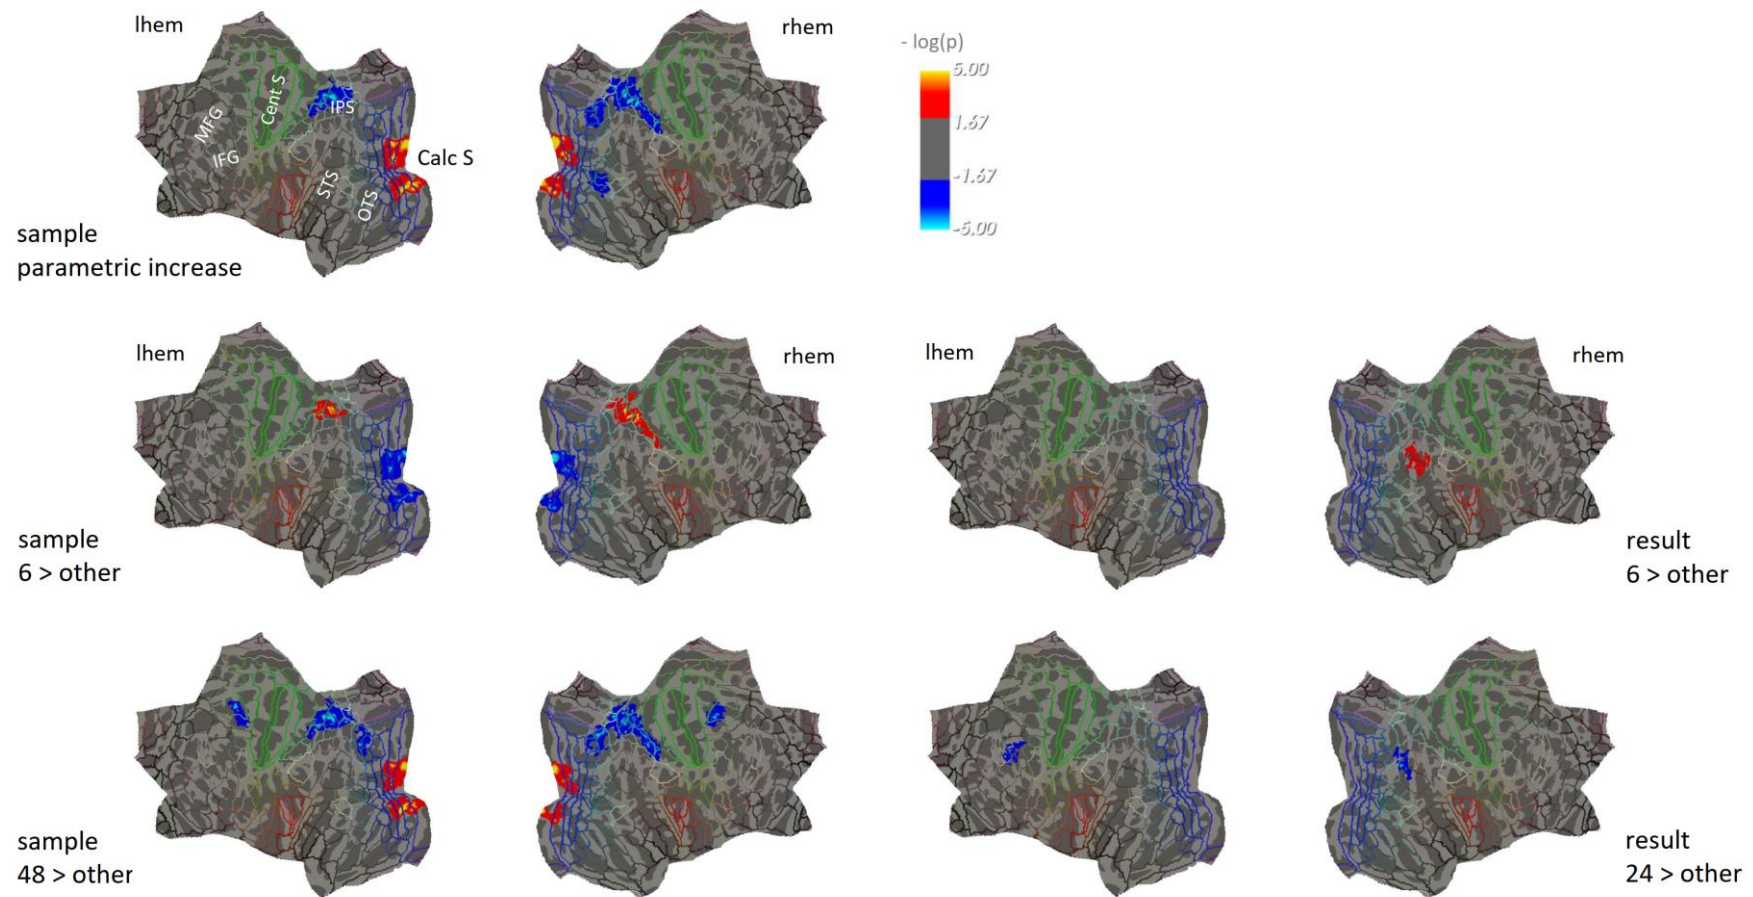 lhem
rhem
- log(p)
5.00
1.67
-1.67
-5.00
MFG
IFG
Cent S
IPS
STS
OTS
Calc S
sample
parametric increase
lhem
rhem
lhem
rhem
sample
6 > other
result
6 > other
sample
48 > other
result
24 > other